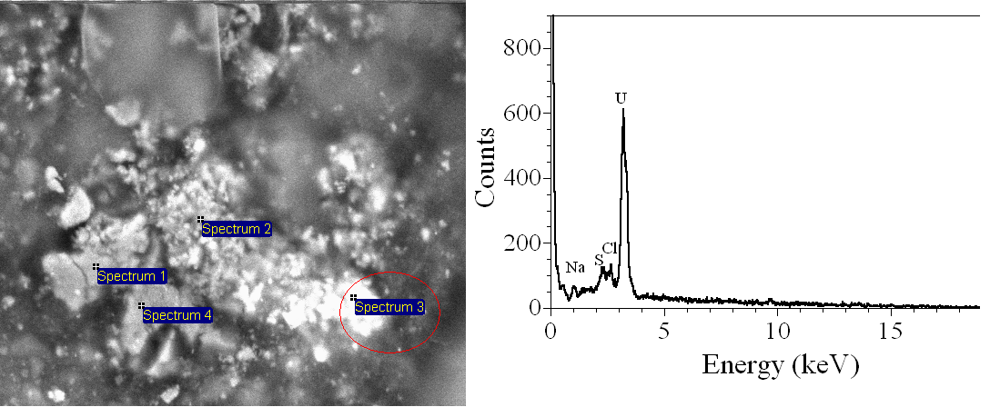 Spectrum 2
Spectrum 1
Spectrum 4
Spectrum 3
800
600
400
200
0
Counts
U
Cl
S
Na
0
5
10
15
Energy (keV)